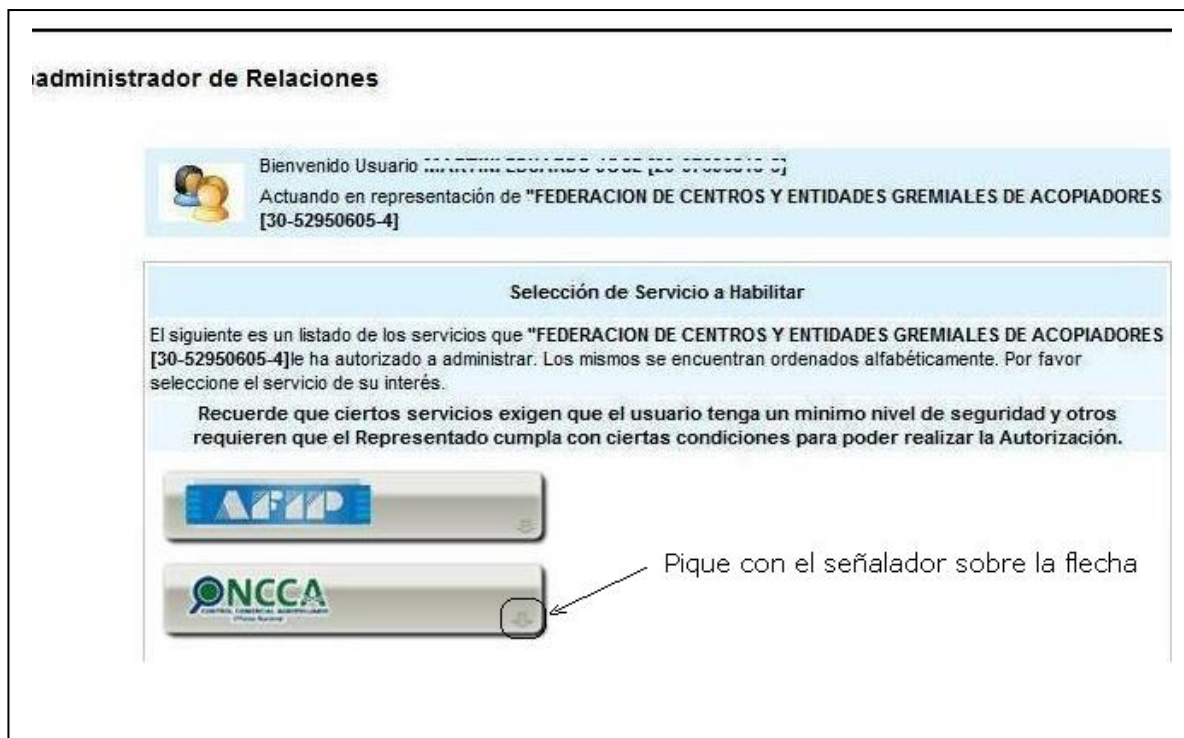 administrador de Relaciones
Bienvenido Usuario
Actuando en representación de "FEDERACION DE CENTROS Y ENTIDADES GREMIALES DE ACOPIADORES
[30-52950605-4]
Selección de Servicio a Habilitar
El siguiente es un listado de los servicios que "FEDERACION DE CENTROS Y ENTIDADES GREMIALES DE ACOPIADORES
[30-52950605-4]le ha autorizado a administrar. Los mismos se encuentran ordenados alfabéticamente. Por favor
seleccione el servicio de su interés.
Recuerde que ciertos servicios exigen que el usuario tenga un minimo nivel de seguridad y otros
requieren que el Representado cumpla con ciertas condiciones para poder realizar la Autorización.
AFIP
Pique con el señalador sobre la flecha
ONCCA
CONTROL COMERCIAL AGROPECUARIO